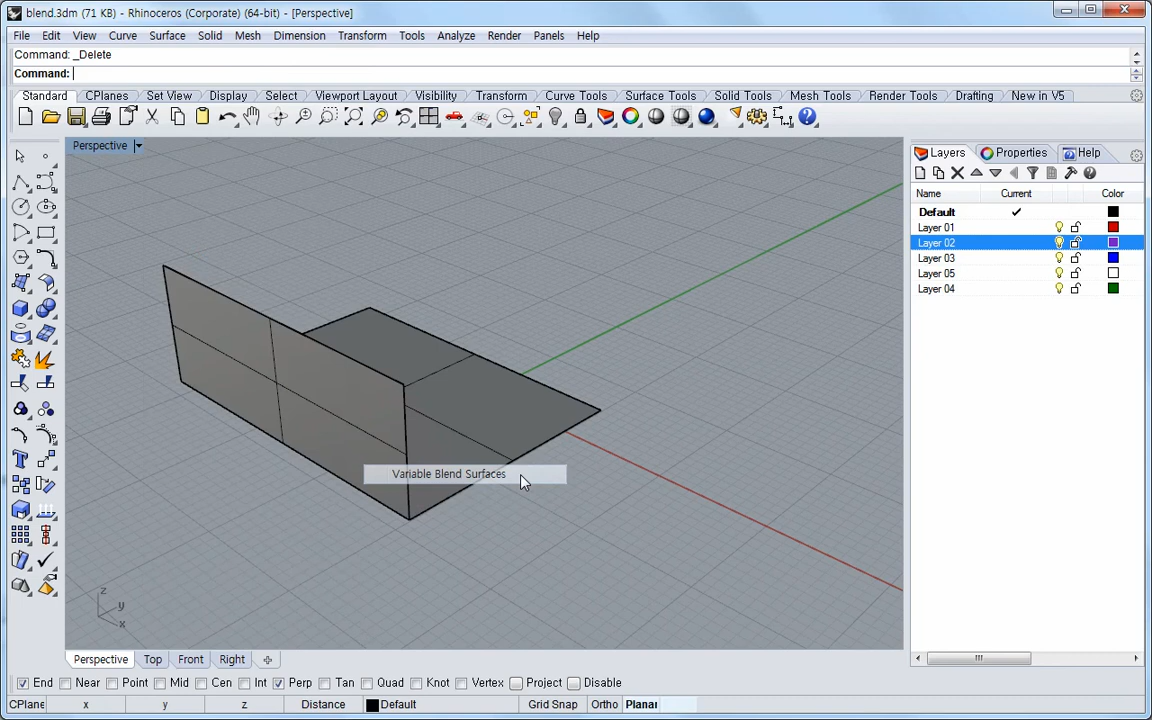 blend.3dm (71 KB) - Rhinoceros (Corporate) (64-bit) - [Perspective]
File Edit View Curve Surface Solid Mesh Dimension Transform Tools Analyze Render Panels Help
Command: _Delete
Command:
Standard CPlanes Set View Display Select Viewport Layout Visibility Transform Curve Tools Surface Tools Solid Tools Mesh Tools Render Tools Drafting New in V5
Perspective
Layers Properties Help
Name Current Color
Default
Layer 01
Layer 02
Layer 03
Layer 05
Layer 04
Variable Blend Surfaces
z
y
x
Perspective Top Front Right
End Near Point Mid Cen Int Perp Tan Quad Knot Vertex Project Disable
CPlane x y z Distance Default Grid Snap Ortho Planar